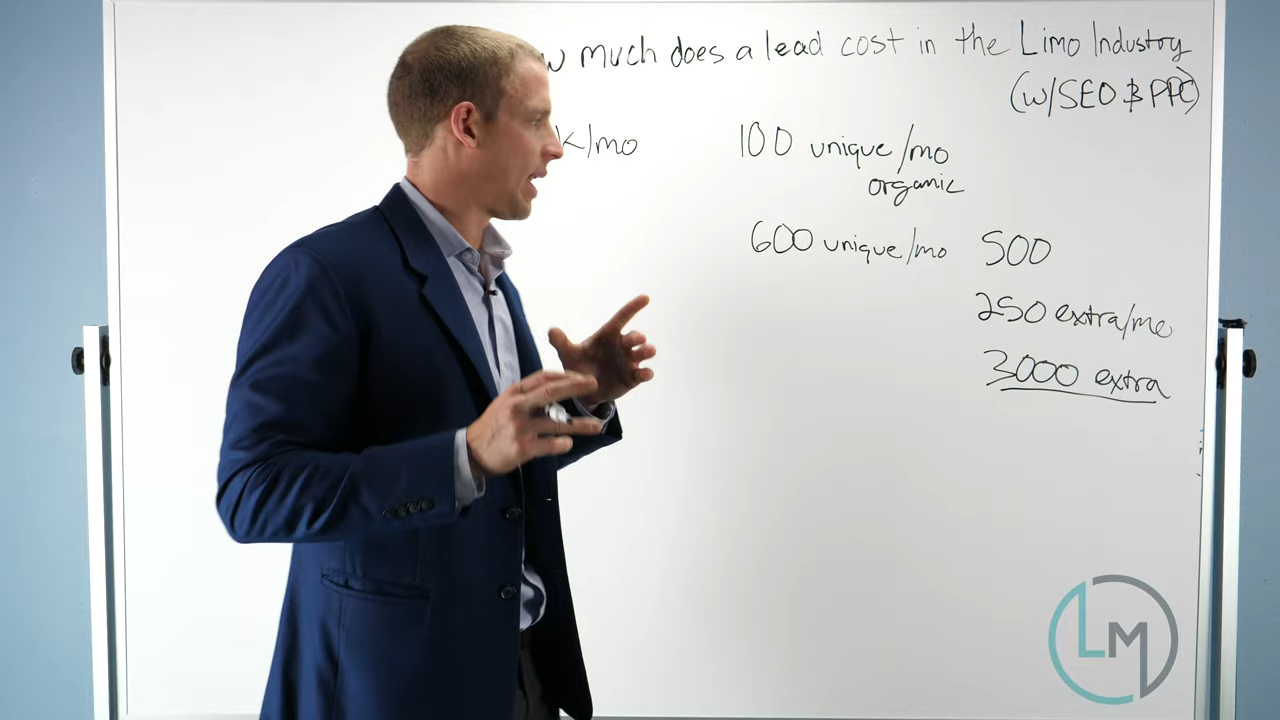 much does a lead cost in the Limo Industry
(w/SEO & PPC)
k/mo
100 unique/mo
organic
600 unique/mo 500
250 extra/mo
3000 extra
LM